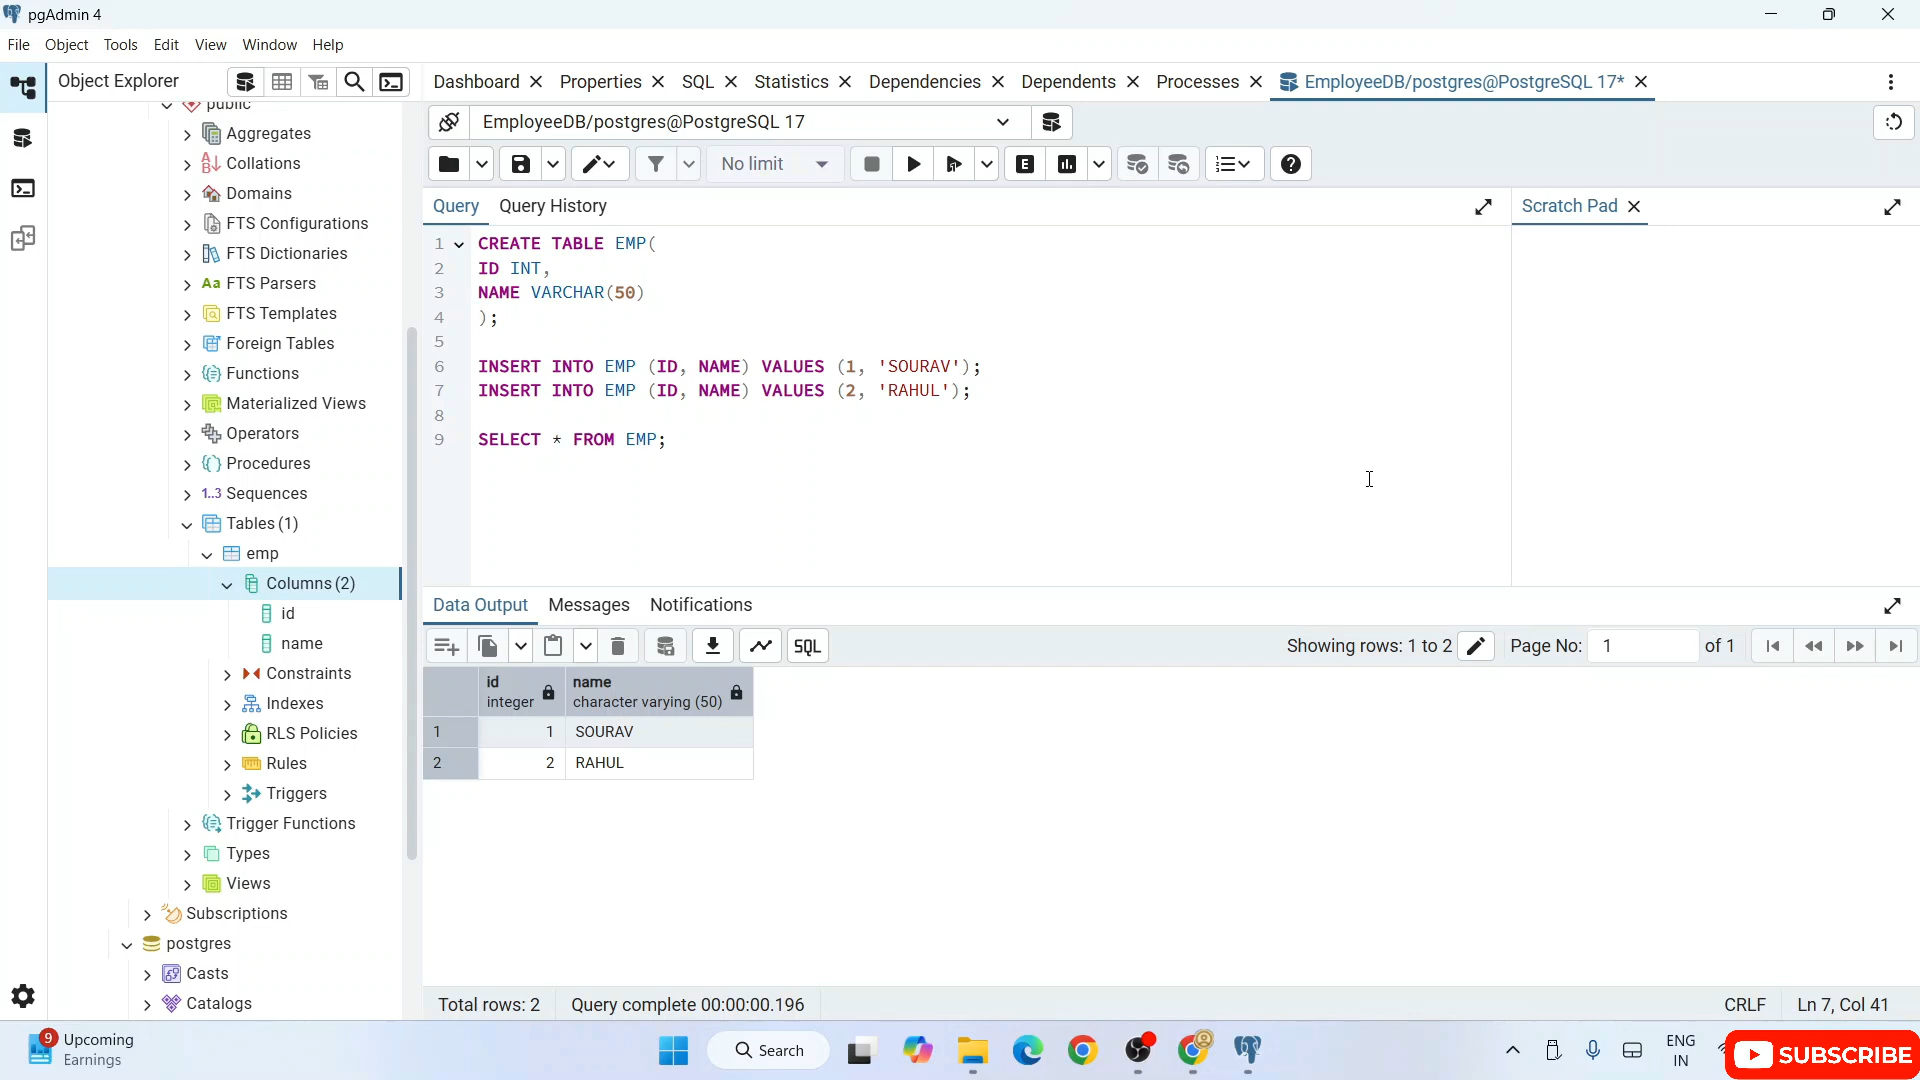 pgAdmin 4
File Object Tools Edit View Window Help
Object Explorer
public
Aggregates
Collations
Domains
FTS Configurations
FTS Dictionaries
Aa FTS Parsers
FTS Templates
Foreign Tables
Functions
Materialized Views
Operators
Procedures
1..3 Sequences
Tables (1)
emp
Columns (2)
id
name
Constraints
Indexes
RLS Policies
Rules
Triggers
Trigger Functions
Types
Views
Subscriptions
postgres
Casts
Catalogs
Dashboard Properties SQL Statistics Dependencies Dependents Processes EmployeeDB/postgres@PostgreSQL 17*
EmployeeDB/postgres@PostgreSQL 17
No limit
E
Query Query History
Scratch Pad
1 CREATE TABLE EMP(
2 ID INT,
3 NAME VARCHAR(50)
4 );
5
6 INSERT INTO EMP (ID, NAME) VALUES (1, 'SOURAV');
7 INSERT INTO EMP (ID, NAME) VALUES (2, 'RAHUL');
8
9 SELECT * FROM EMP;
Data Output Messages Notifications
SQL Showing rows: 1 to 2 Page No: 1 of 1
id name
integer character varying (50)
1 1 SOURAV
2 2 RAHUL
Total rows: 2 Query complete 00:00:00.196 CRLF Ln 7, Col 41
9 Upcoming
Earnings
Search
ENG
IN
SUBSCRIBE